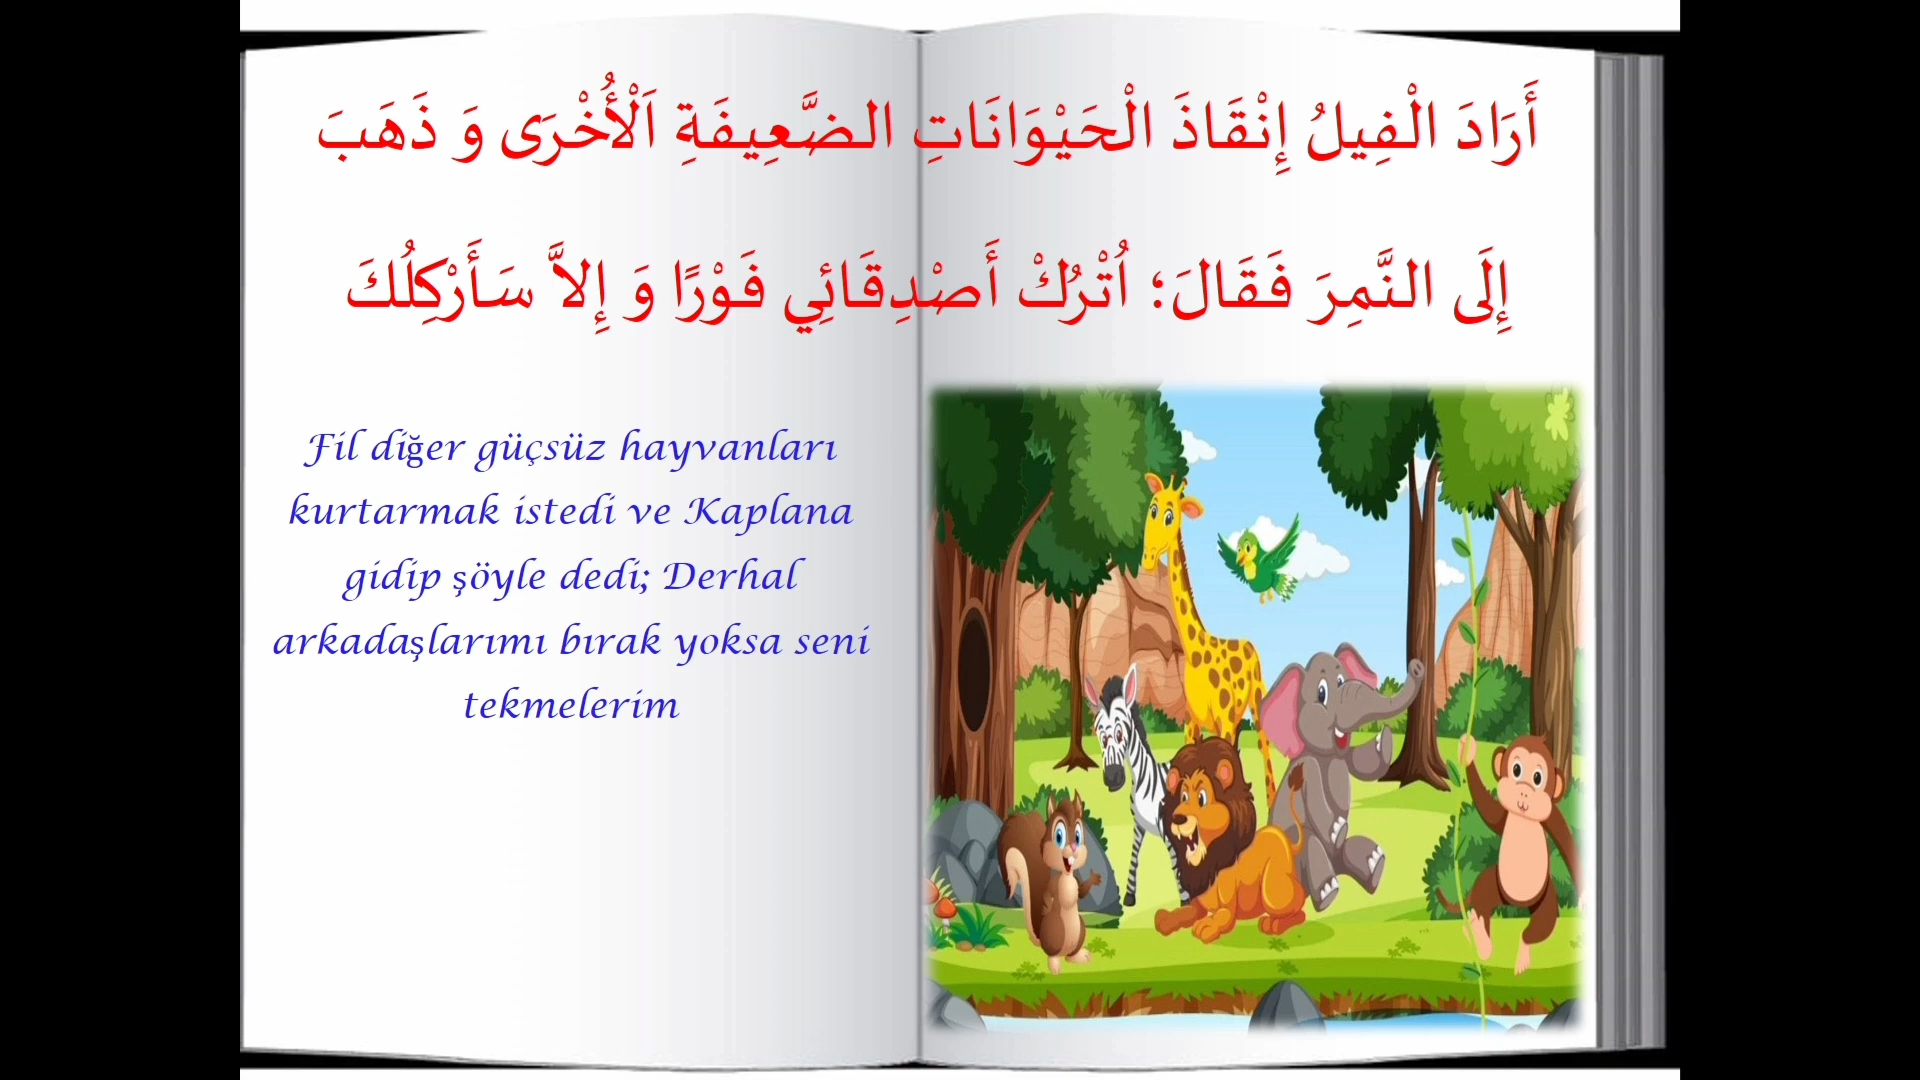 أَرَادَ الْفِيلُ إِنْقَاذَ الْحَيْوَانَاتِ الضَّعِيفَةِ اَلْأُخْرَى وَ ذَهَبَ
إِلَى النَّمِرَ فَقَالَ؛ اُتْرُكْ أَصْدِقَائِي فَوْرًا وَ إِلاَّ سَأَرْكِلُكَ
Fil diğer güçsüz hayvanları
kurtarmak istedi ve Kaplana
gidip şöyle dedi; Derhal
arkadaşlarımı bırak yoksa seni
tekmelerim